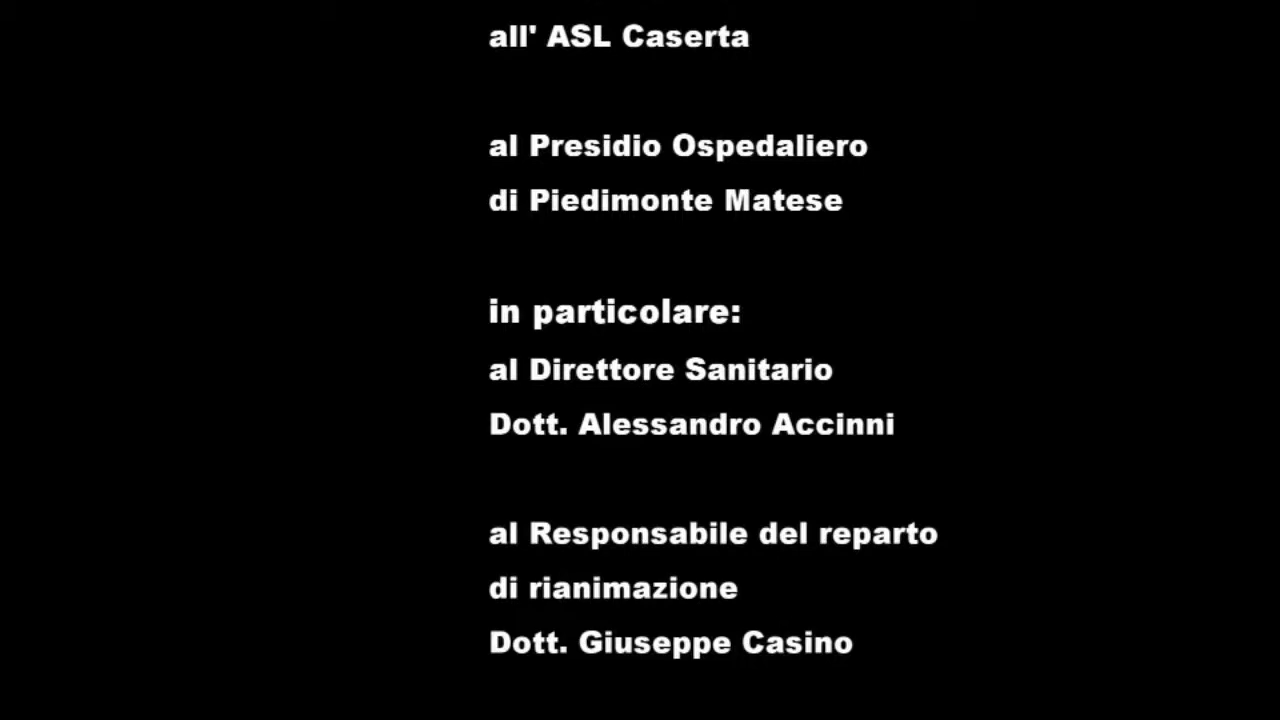 all' ASL Caserta
al Presidio Ospedaliero
di Piedimonte Matese
in particolare:
al Direttore Sanitario
Dott. Alessandro Accinni
al Responsabile del reparto
di rianimazione
Dott. Giuseppe Casino